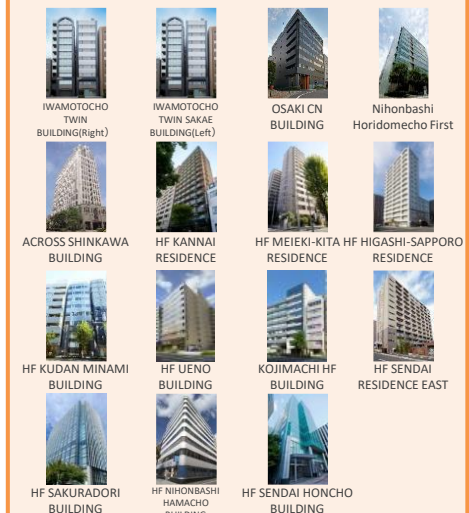 IWAMOTOCHO
TWIN
BUILDING(Right）
IWAMOTOCHO
TWIN SAKAE
BUILDING(Left）
OSAKI CN
BUILDING
Nihonbashi
Horidomecho First
ACROSS SHINKAWA
BUILDING
HF KANNAI
RESIDENCE
HF MEIEKI-KITA
RESIDENCE
HF HIGASHI-SAPPORO
RESIDENCE
HF KUDAN MINAMI
BUILDING
HF UENO
BUILDING
KOJIMACHI HF
BUILDING
HF SENDAI
RESIDENCE EAST
HF SAKURADORI
BUILDING
HF NIHONBASHI
HAMACHO
BUILDING
HF SENDAI HONCHO
BUILDING